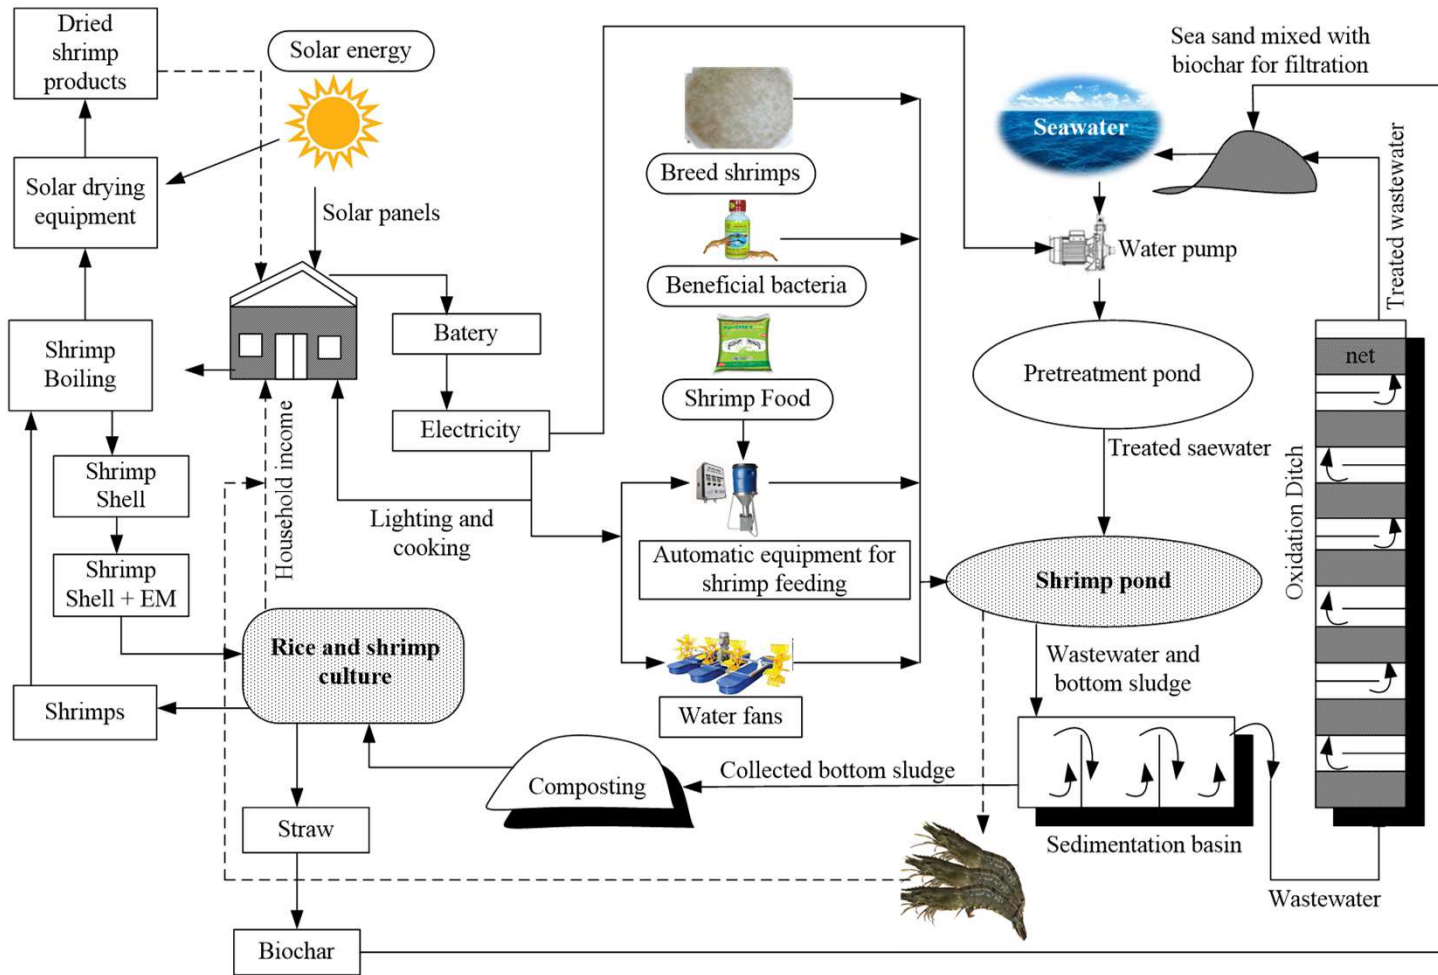 Dried
shrimp
products
Solar energy
Sea sand mixed with
biochar for filtration
Seawater
Breed shrimps
Solar drying
equipment
Solar panels
Water pump
Treated wastewater
Beneficial bacteria
Batery
Shrimp
Boiling
net
Pretreatment pond
Shrimp Food
Electricity
Treated saewater
Shrimp
Shell
Household income
Lighting and
cooking
Oxidation Ditch
Automatic equipment for
shrimp feeding
Shrimp pond
Shrimp
Shell + EM
Rice and shrimp
culture
Wastewater and
bottom sludge
Shrimps
Water fans
Composting
Collected bottom sludge
Straw
Sedimentation basin
Wastewater
Biochar